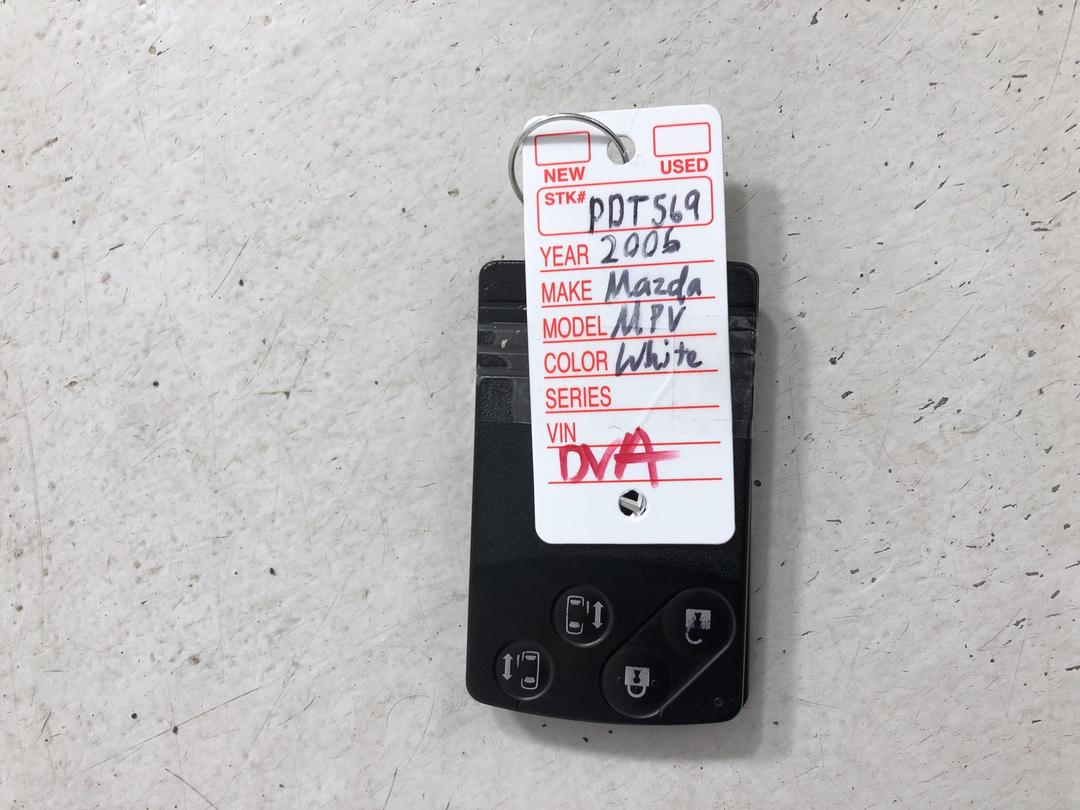 NEW USED
STK# PDT569
YEAR 2006
MAKE Mazda
MODEL MPV
COLOR White
SERIES
VIN
DVA